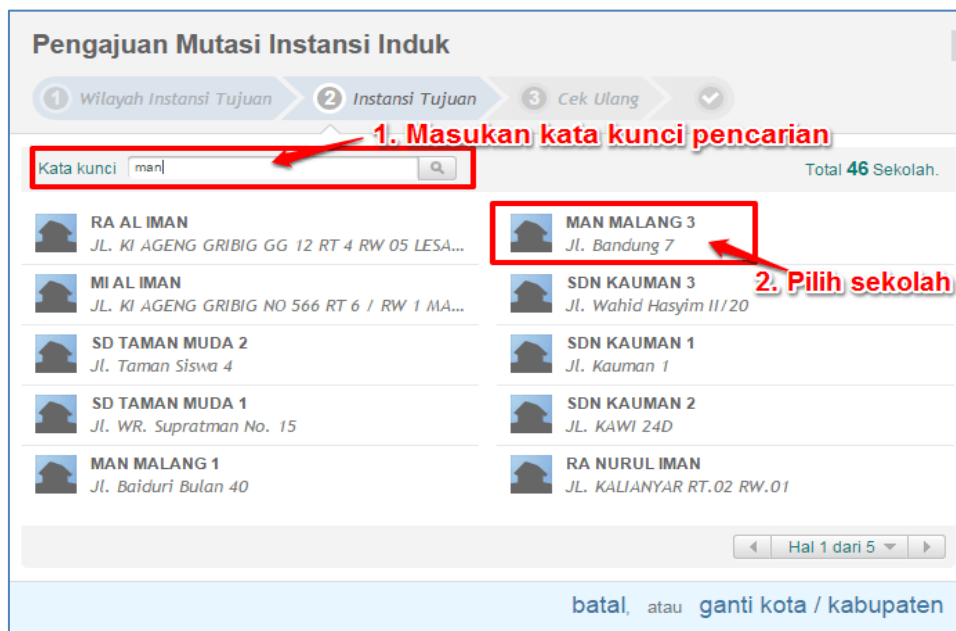 Pengajuan Mutasi Instansi Induk
1 Wilayah Instansi Tujuan 2 Instansi Tujuan 3 Cek Ulang
1. Masukan kata kunci pencarian
Kata kunci man Total 46 Sekolah.
RA AL IMAN
JL. KI AGENG GRIBIG GG 12 RT 4 RW 05 LESA...
MAN MALANG 3
Jl. Bandung 7
2. Pilih sekolah
MI AL IMAN
JL. KI AGENG GRIBIG NO 566 RT 6 / RW 1 MA...
SDN KAUMAN 3
Jl. Wahid Hasyim II/20
SD TAMAN MUDA 2
Jl. Taman Siswa 4
SDN KAUMAN 1
Jl. Kauman 1
SD TAMAN MUDA 1
Jl. WR. Supratman No. 15
SDN KAUMAN 2
JL. KAWI 24D
MAN MALANG 1
Jl. Baiduri Bulan 40
RA NURUL IMAN
JL. KALIANYAR RT.02 RW.01
Hal 1 dari 5
batal, atau ganti kota / kabupaten